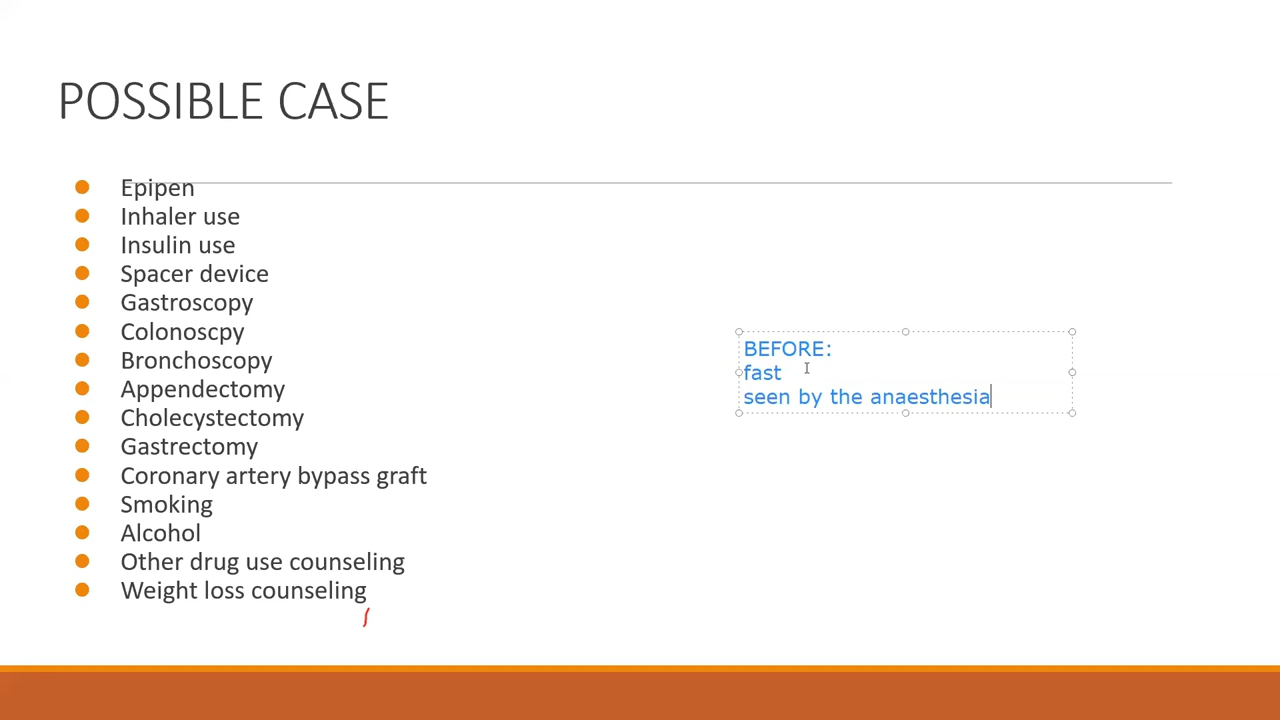 POSSIBLE CASE
Epipen
Inhaler use
Insulin use
Spacer device
Gastroscopy
Colonoscpy
Bronchoscopy
Appendectomy
Cholecystectomy
Gastrectomy
Coronary artery bypass graft
Smoking
Alcohol
Other drug use counseling
Weight loss counseling
BEFORE:
fast
seen by the anaesthesia